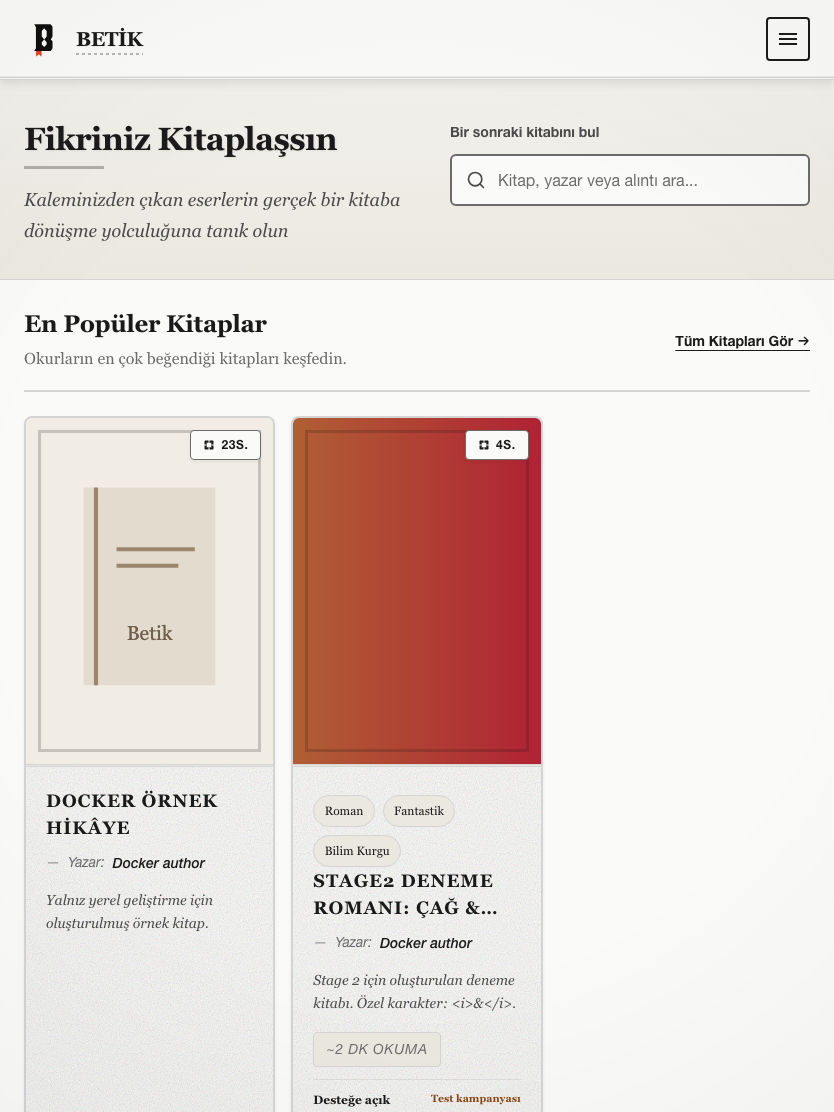 B
BETİK
Fikriniz Kitaplaşsın
Kaleminizden çıkan eserlerin gerçek bir kitaba
dönüşme yolculuğuna tanık olun
Bir sonraki kitabını bul
Kitap, yazar veya alıntı ara...
En Popüler Kitaplar
Okurların en çok beğendiği kitapları keşfedin.
Tüm Kitapları Gör →
23S.
Betik
DOCKER ÖRNEK
HİKÂYE
— Yazar: Docker author
Yalnız yerel geliştirme için
oluşturulmuş örnek kitap.
4S.
Roman
Fantastik
Bilim Kurgu
STAGE2 DENEME
ROMANI: ÇAĞ &...
— Yazar: Docker author
Stage 2 için oluşturulan deneme
kitabı. Özel karakter: <i>&</i>.
~2 DK OKUMA
Desteğe açık
Test kampanyası